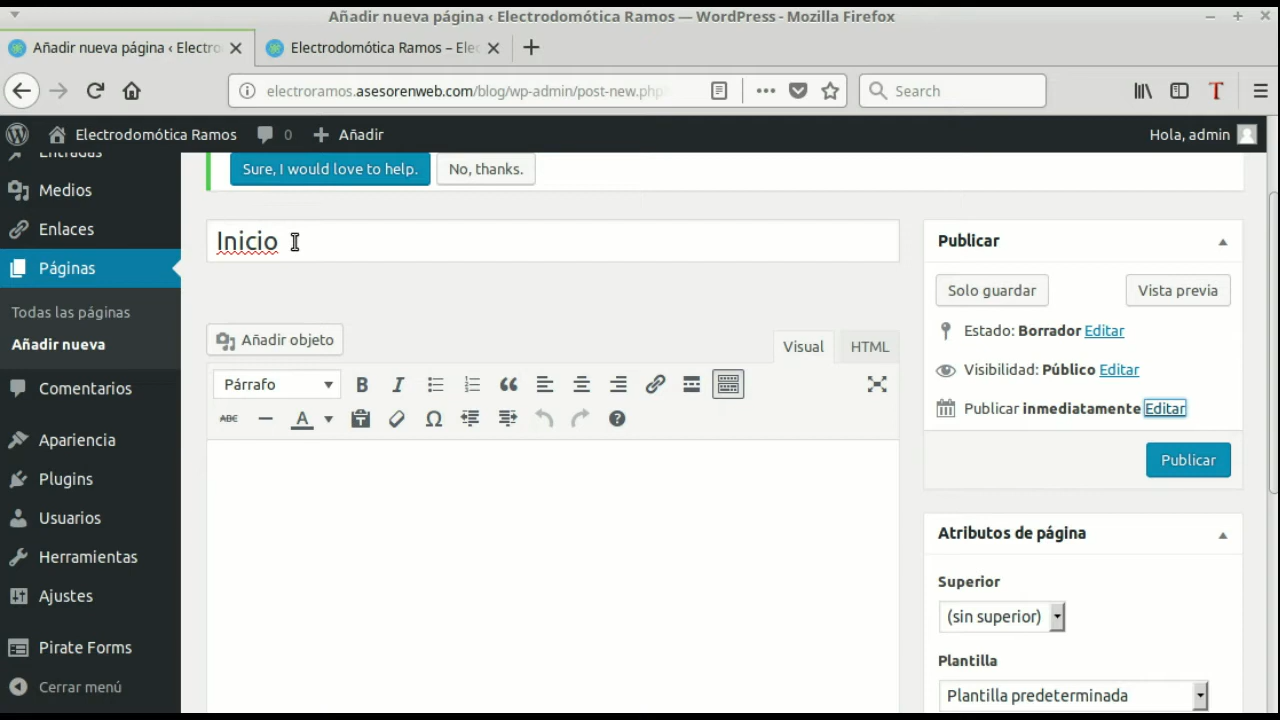 Añadir nueva página ‹ Electrodomótica Ramos — WordPress - Mozilla Firefox
Añadir nueva página ‹ Electro
Electrodomótica Ramos – Ele
electroramos.asesorenweb.com/blog/wp-admin/post-new.php
Search
Electrodomótica Ramos
0
Añadir
Hola, admin
Entradas
Medios
Enlaces
Páginas
Todas las páginas
Añadir nueva
Comentarios
Apariencia
Plugins
Usuarios
Herramientas
Ajustes
Pirate Forms
Cerrar menú
Sure, I would love to help.
No, thanks.
Inicio
Añadir objeto
Visual
HTML
Párrafo
Publicar
Solo guardar
Vista previa
Estado: Borrador Editar
Visibilidad: Público Editar
Publicar inmediatamente Editar
Publicar
Atributos de página
Superior
(sin superior)
Plantilla
Plantilla predeterminada